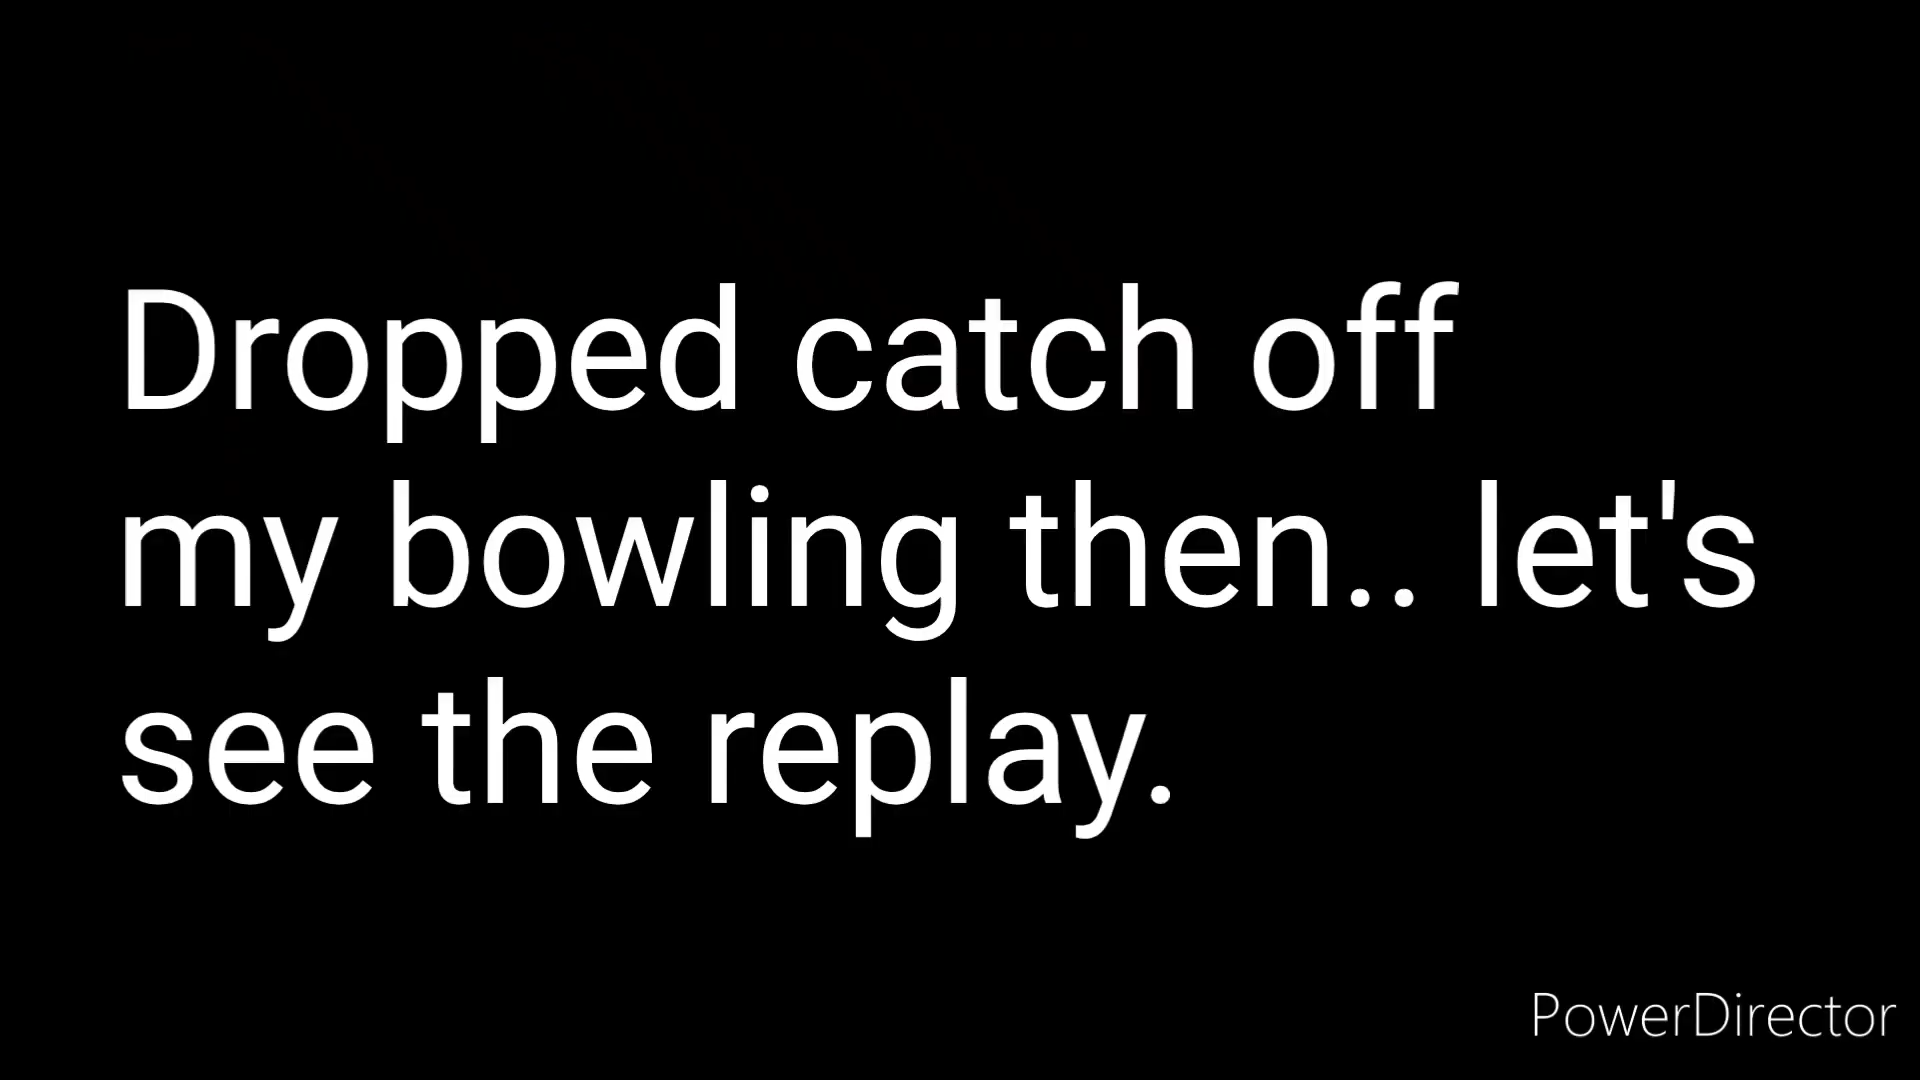 Dropped catch off
my bowling then.. let's
see the replay.
PowerDirector